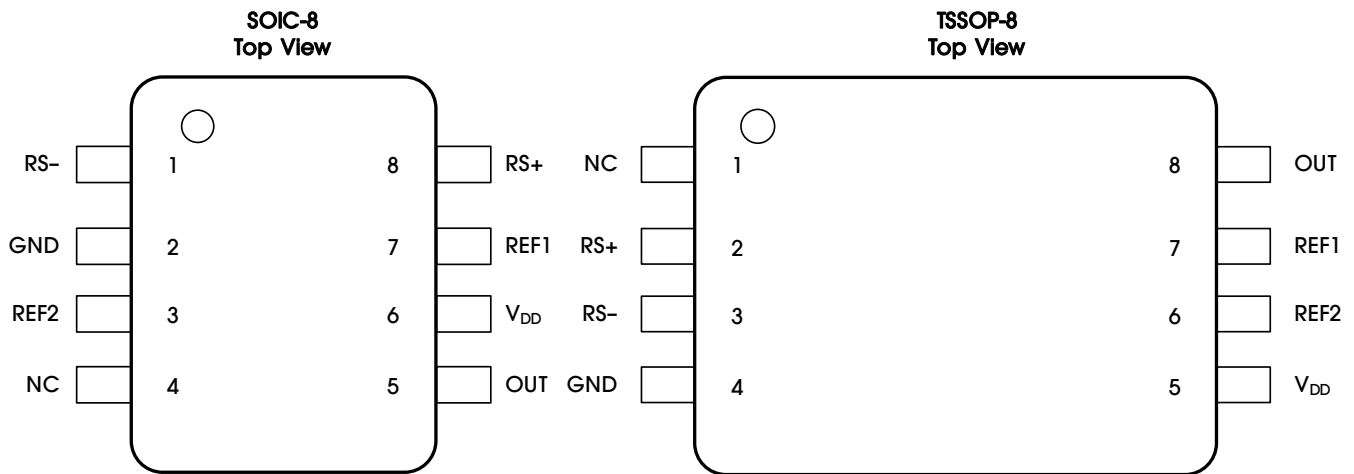 SOIC-8
Top View
RS– 1 8 RS+
GND 2 7 REF1
REF2 3 6 VDD
NC 4 5 OUT
TSSOP-8
Top View
NC 1 8 OUT
RS+ 2 7 REF1
RS– 3 6 REF2
GND 4 5 VDD